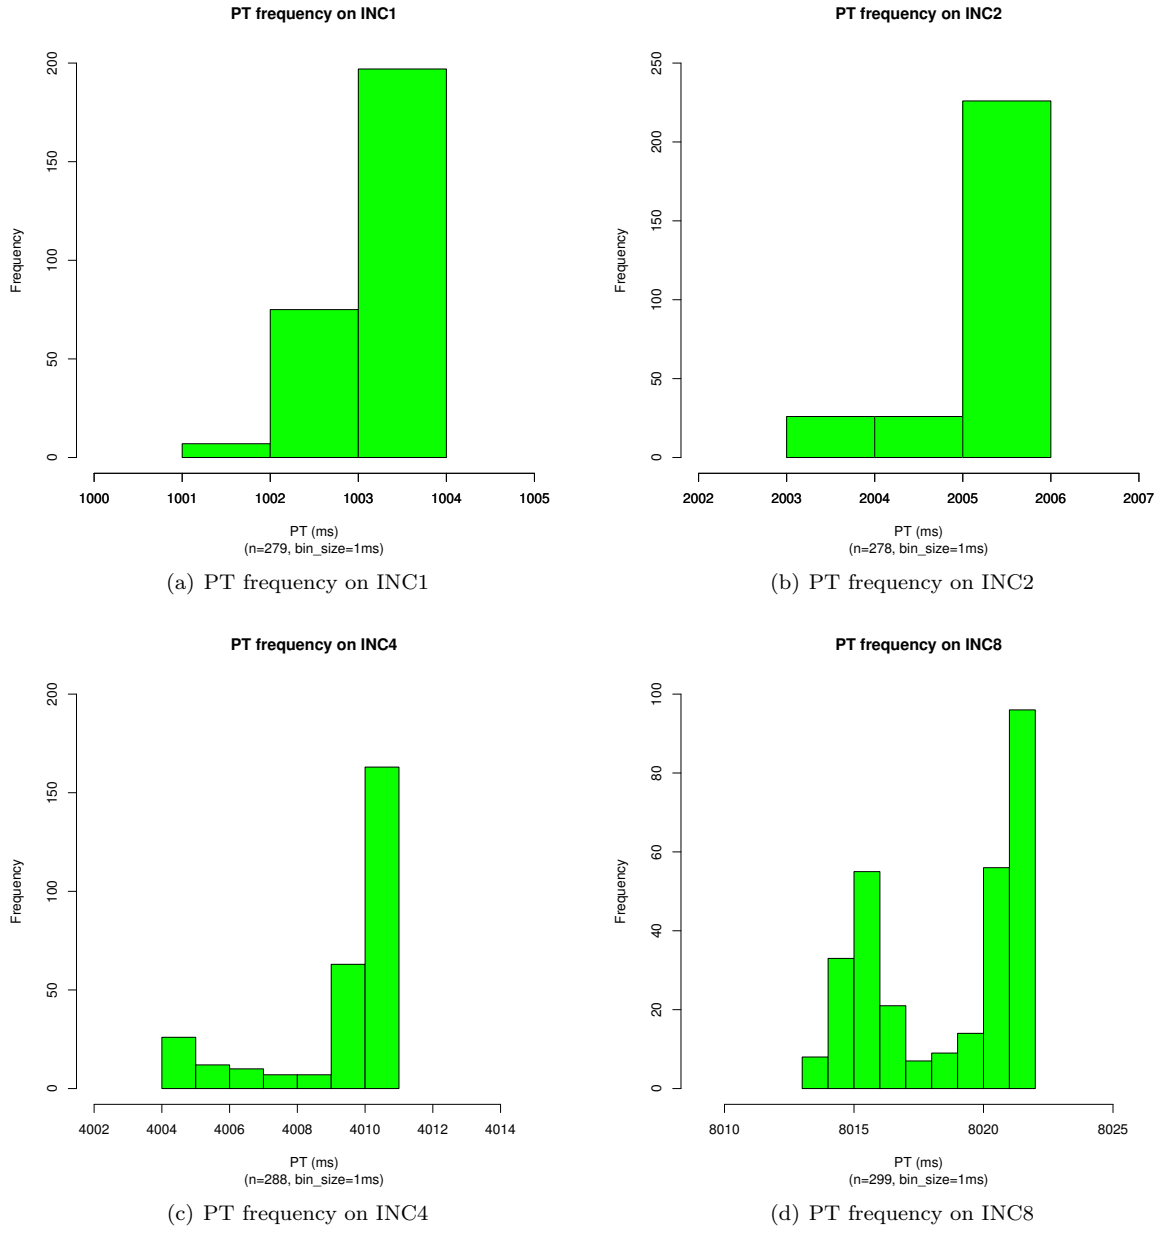 PT frequency on INC1
200
150
100
50
0
Frequency
1000 1001 1002 1003 1004 1005
PT (ms)
(n=279, bin_size=1ms)
(a) PT frequency on INC1
PT frequency on INC2
250
200
150
100
50
0
Frequency
2002 2003 2004 2005 2006 2007
PT (ms)
(n=278, bin_size=1ms)
(b) PT frequency on INC2
PT frequency on INC4
200
150
100
50
0
Frequency
4002 4004 4006 4008 4010 4012 4014
PT (ms)
(n=288, bin_size=1ms)
(c) PT frequency on INC4
PT frequency on INC8
100
80
60
40
20
0
Frequency
8010 8015 8020 8025
PT (ms)
(n=299, bin_size=1ms)
(d) PT frequency on INC8